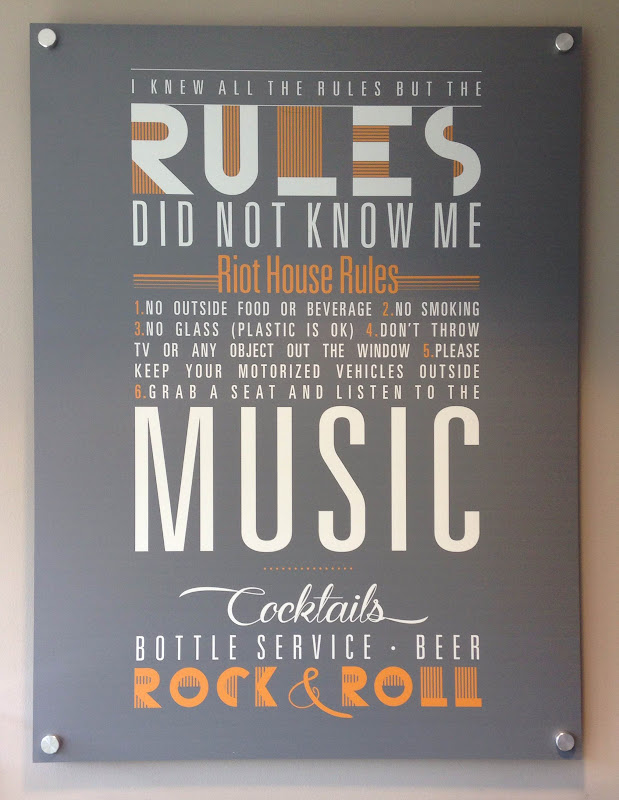 I KNEW ALL THE RULES BUT THE
RULES
DID NOT KNOW ME
Riot House Rules
1.NO OUTSIDE FOOD OR BEVERAGE 2.NO SMOKING
3.NO GLASS (PLASTIC IS OK) 4.DON'T THROW
TV OR ANY OBJECT OUT THE WINDOW 5.PLEASE
KEEP YOUR MOTORIZED VEHICLES OUTSIDE
6.GRAB A SEAT AND LISTEN TO THE
MUSIC
Cocktails
BOTTLE SERVICE · BEER
ROCK & ROLL